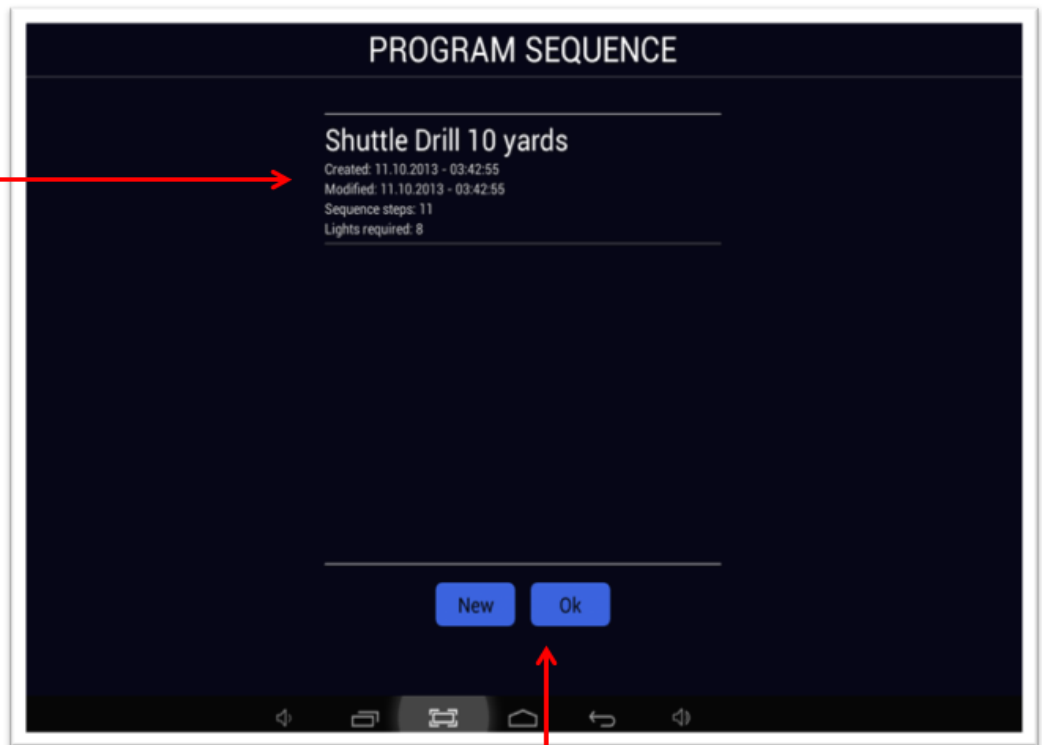 PROGRAM SEQUENCE
Shuttle Drill 10 yards
Created: 11.10.2013 - 03:42:55
Modified: 11.10.2013 - 03:42:55
Sequence steps: 11
Lights required: 8
New Ok